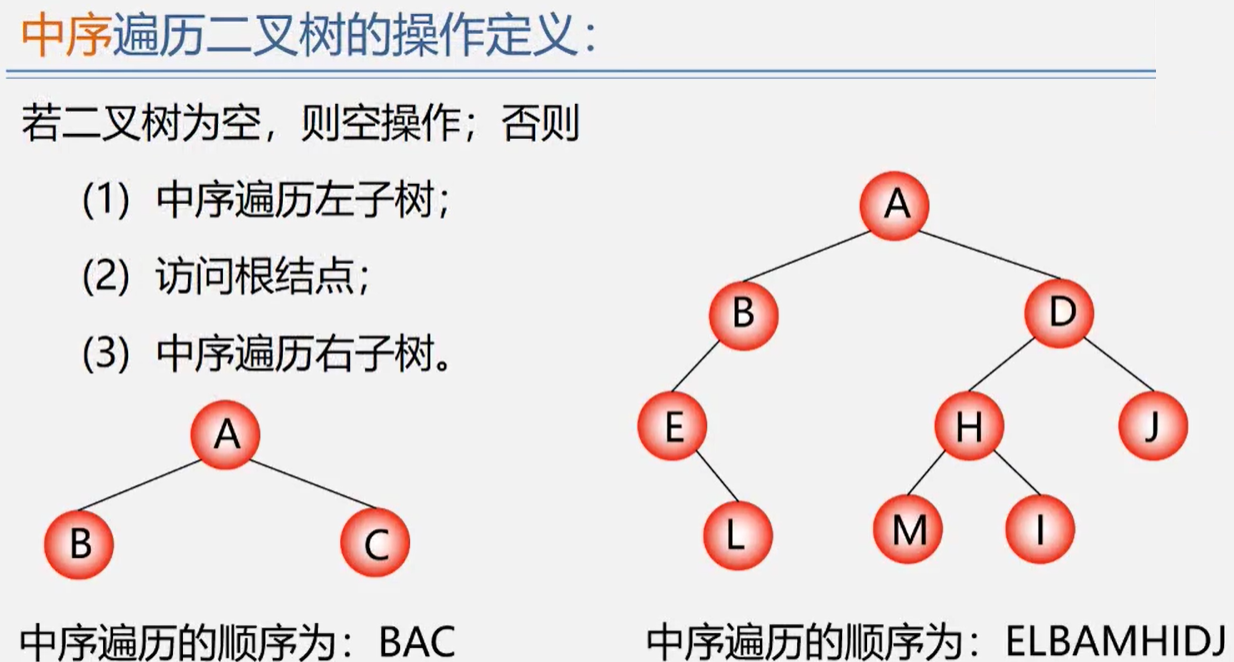 中序遍历二叉树的操作定义：
若二叉树为空，则空操作；否则
(1) 中序遍历左子树；
(2) 访问根结点；
(3) 中序遍历右子树。
A
B
C
中序遍历的顺序为：BAC
A
B
D
E
H
J
L
M
I
中序遍历的顺序为：ELBAMHIDJ